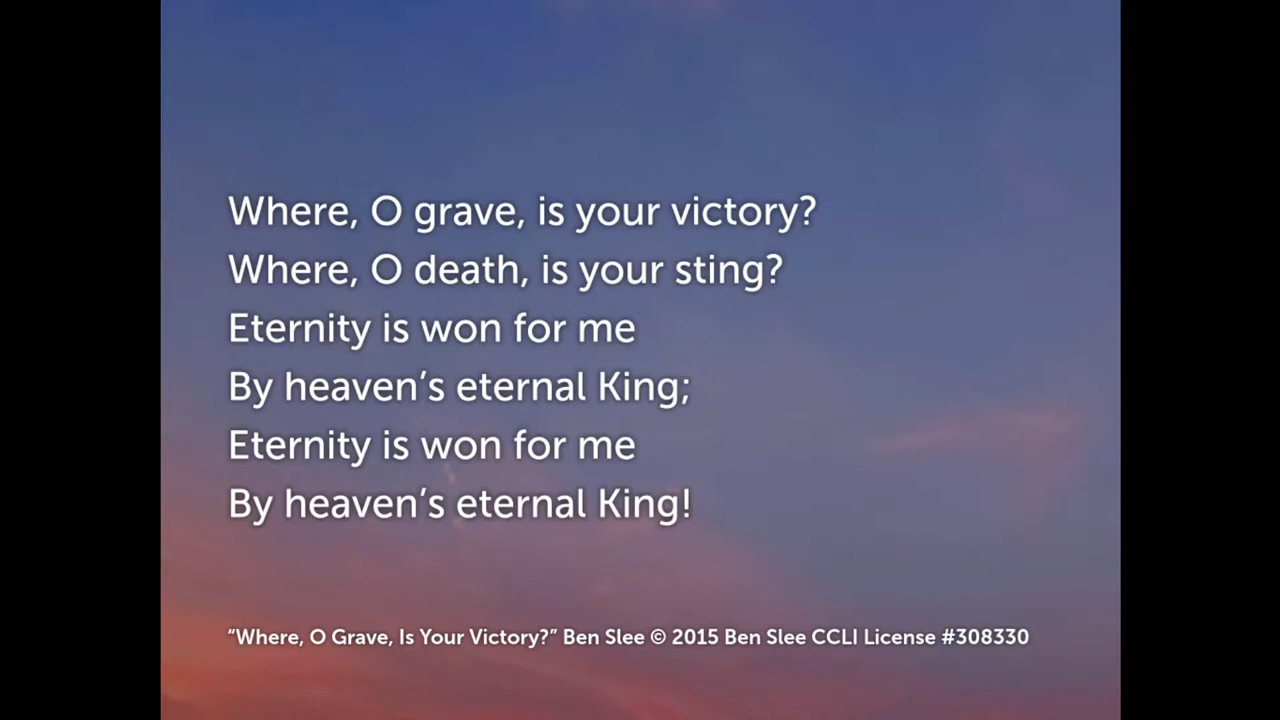 Where, O grave, is your victory?
Where, O death, is your sting?
Eternity is won for me
By heaven’s eternal King;
Eternity is won for me
By heaven’s eternal King!
“Where, O Grave, Is Your Victory?” Ben Slee © 2015 Ben Slee CCLI License #308330